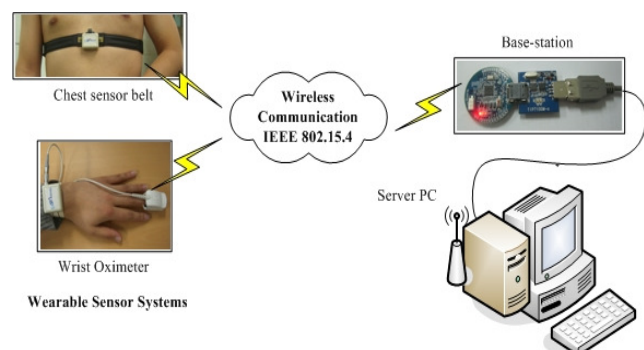 Chest sensor belt
Wireless
Communication
IEEE 802.15.4
Base-station
Server PC
Wrist Oximeter
Wearable Sensor Systems